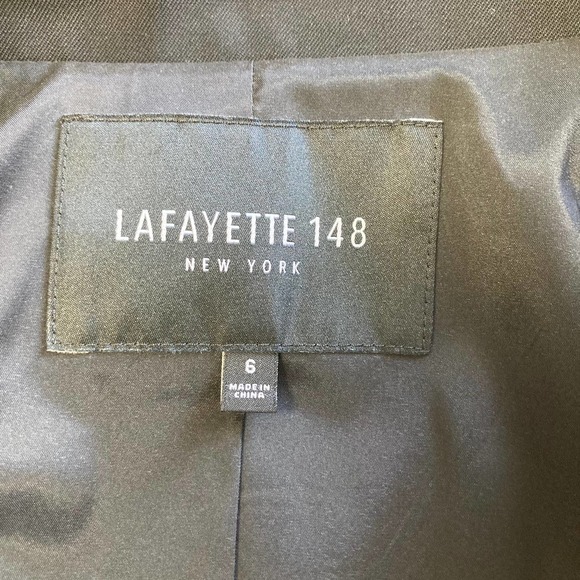 LAFAYETTE 148
NEW YORK
6
MADE IN
CHINA